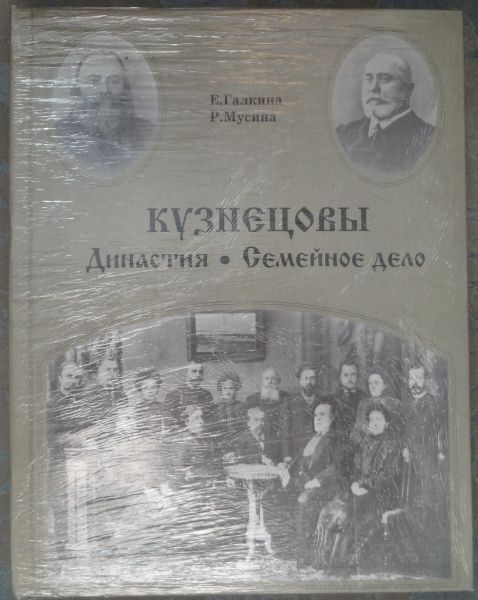 Е.Галкина
Р.Мусина
КУЗНЕЦОВЫ
Династия • Семейное дело